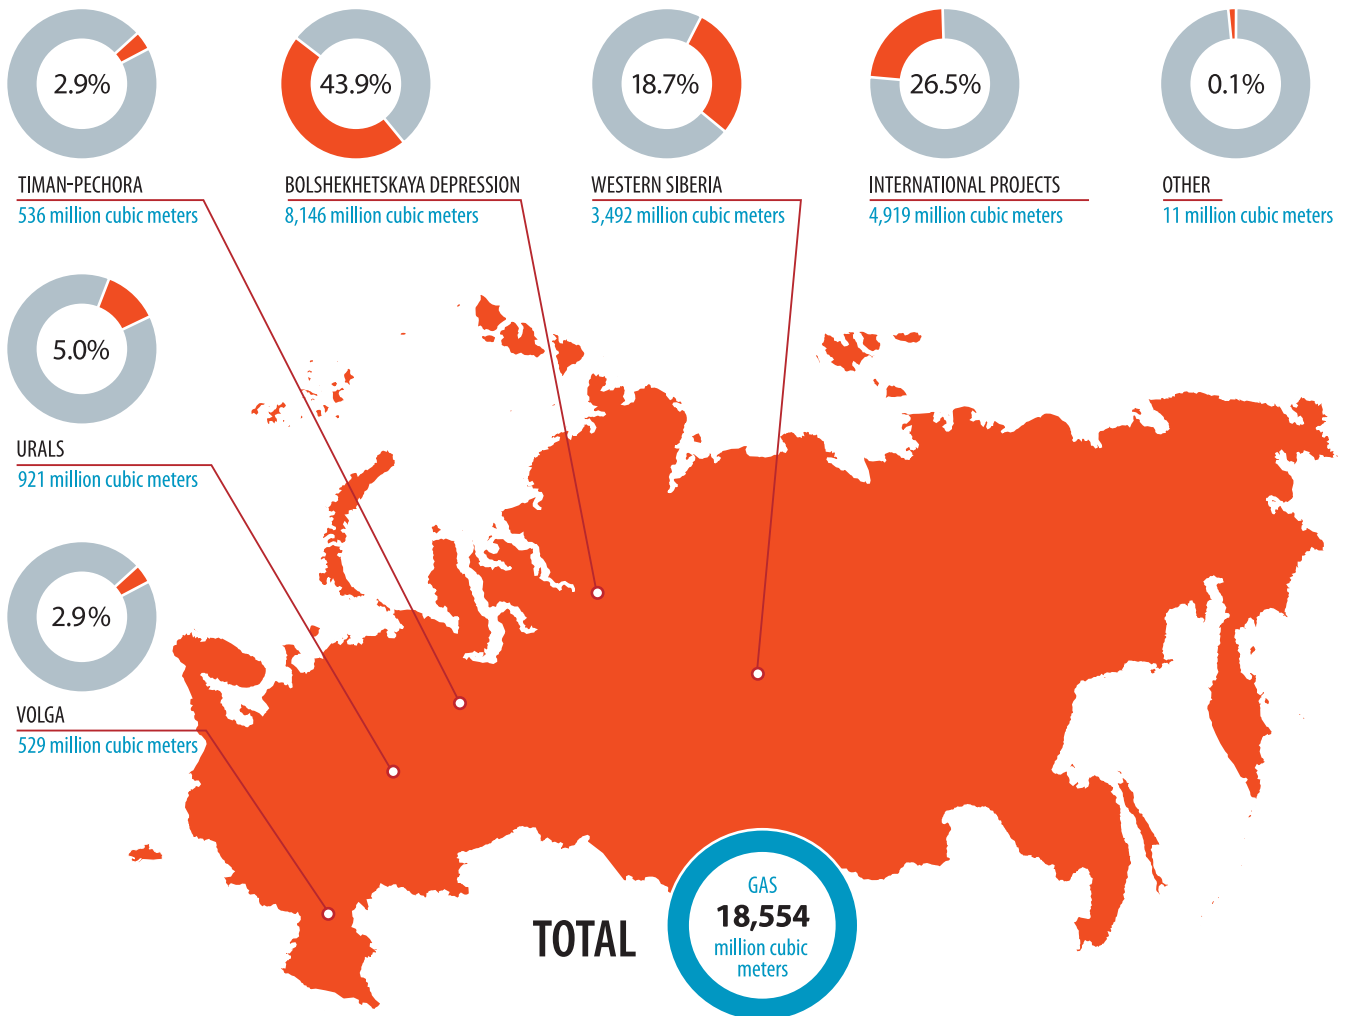 2.9%
43.9%
18.7%
26.5%
0.1%
TIMAN-PECHORA
536 million cubic meters
BOLSHEKHETSKAYA DEPRESSION
8,146 million cubic meters
WESTERN SIBERIA
3,492 million cubic meters
INTERNATIONAL PROJECTS
4,919 million cubic meters
OTHER
11 million cubic meters
5.0%
URALS
921 million cubic meters
2.9%
VOLGA
529 million cubic meters
TOTAL
GAS
18,554
million cubic
meters